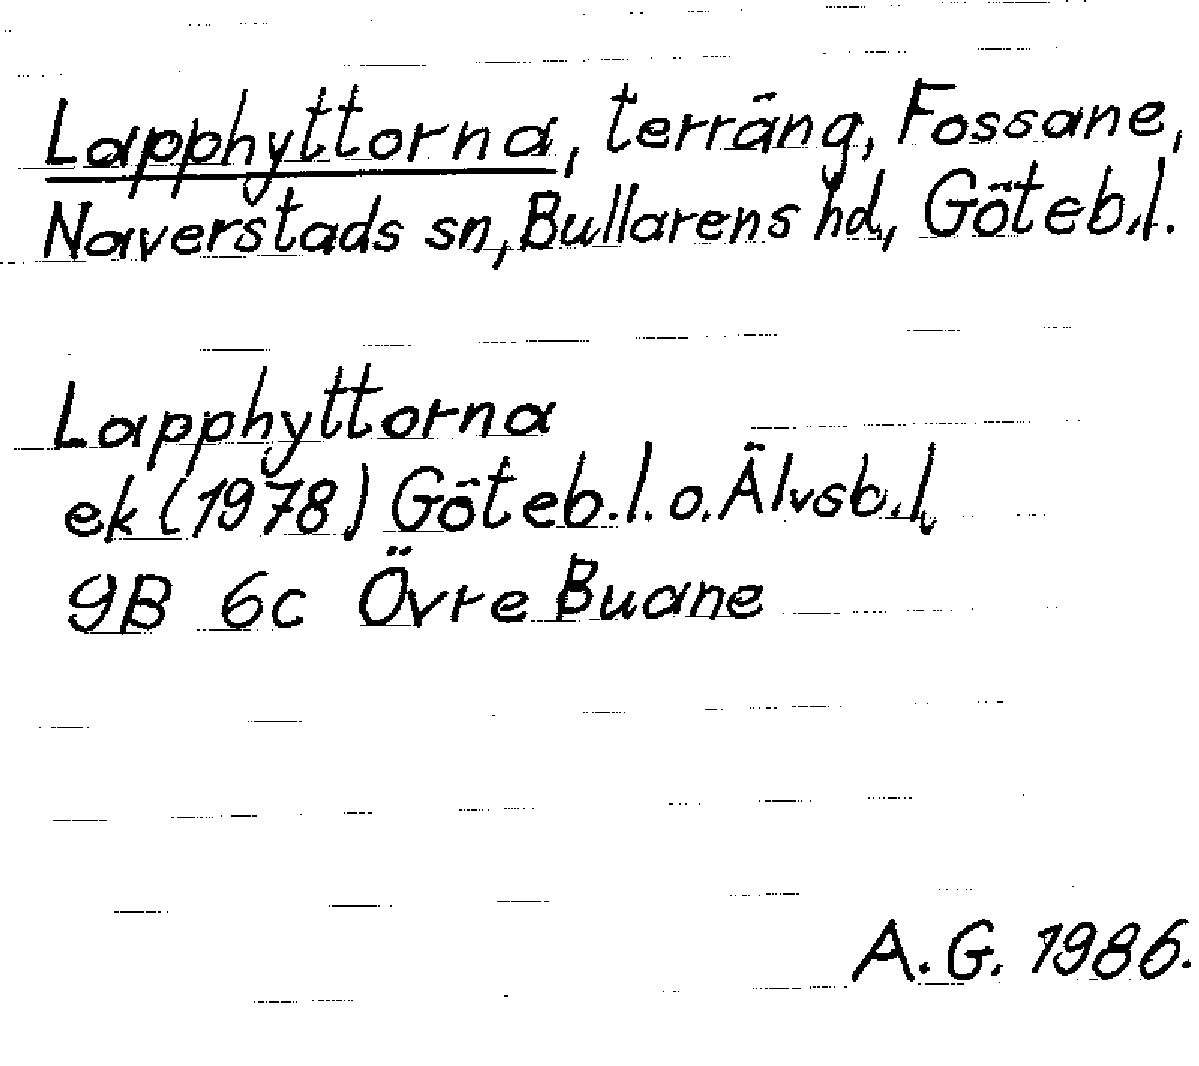 Lapphyttorna, terräng, Fossane,
Naverstads sn, Bullarens hd, Göteb.l.
Lapphyttorna
ek (1978) Göteb.l. o. Älvsb.l,
9B 6c Övre Buane
A.G. 1986.